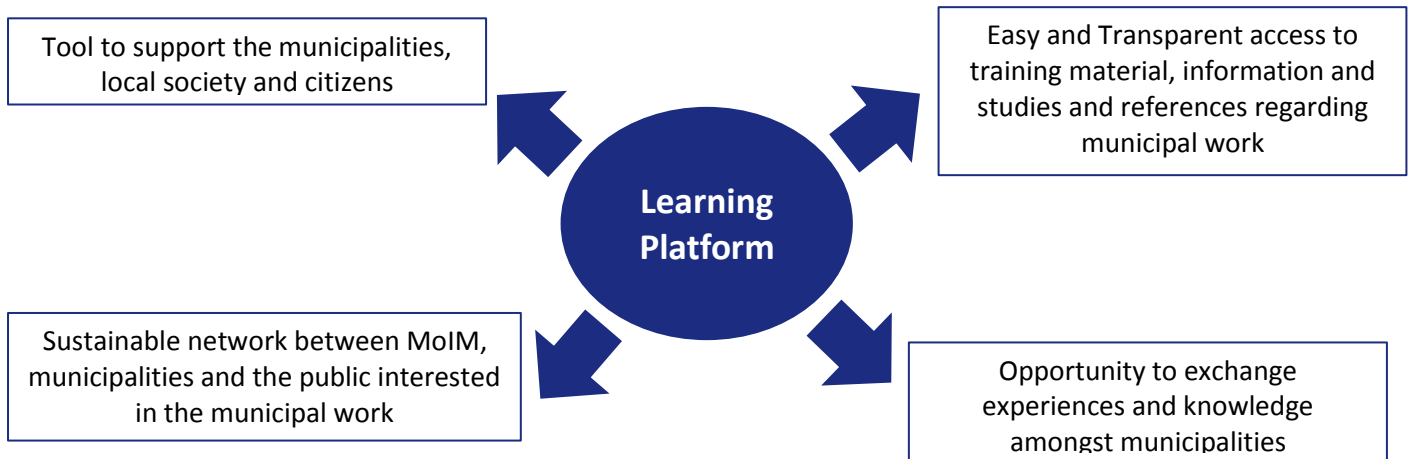 Tool to support the municipalities,
local society and citizens
Easy and Transparent access to
training material, information and
studies and references regarding
municipal work
Learning
Platform
Sustainable network between MoIM,
municipalities and the public interested
in the municipal work
Opportunity to exchange
experiences and knowledge
amongst municipalities